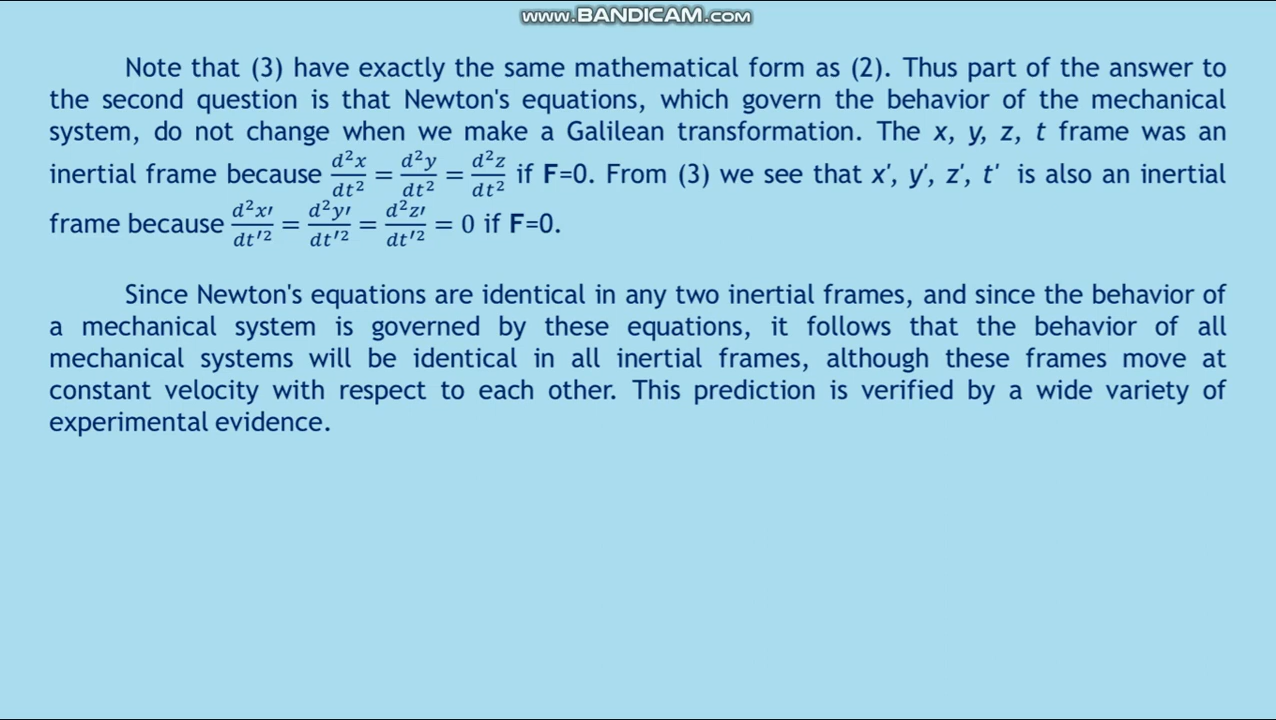 www.BANDICAM.com
Note that (3) have exactly the same mathematical form as (2). Thus part of the answer to
the second question is that Newton's equations, which govern the behavior of the mechanical
system, do not change when we make a Galilean transformation. The x, y, z, t frame was an
inertial frame because d²x/dt² = d²y/dt² = d²z/dt² if F=0. From (3) we see that x', y', z', t' is also an inertial
frame because d²x′/dt′² = d²y′/dt′² = d²z′/dt′² = 0 if F=0.
Since Newton's equations are identical in any two inertial frames, and since the behavior of
a mechanical system is governed by these equations, it follows that the behavior of all
mechanical systems will be identical in all inertial frames, although these frames move at
constant velocity with respect to each other. This prediction is verified by a wide variety of
experimental evidence.